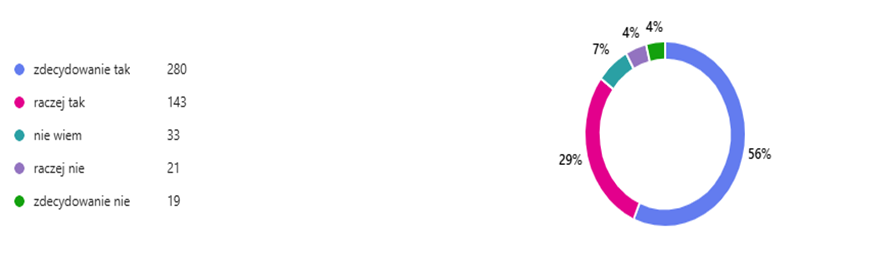 zdecydowanie tak 280
raczej tak 143
nie wiem 33
raczej nie 21
zdecydowanie nie 19
4% 4%
7%
56%
29%